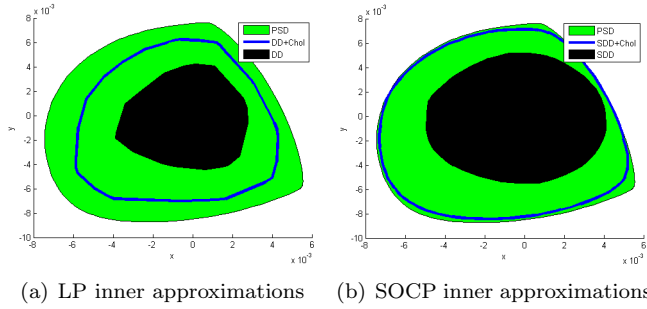 x 10⁻³
8
6
4
2
0
-2
-4
-6
-8
-10
y
-8
-6
-4
-2
0
2
4
6
x
x 10⁻³
PSD
DD+Chol
DD
x 10⁻³
8
6
4
2
0
-2
-4
-6
-8
-10
y
-8
-6
-4
-2
0
2
4
6
x
x 10⁻³
PSD
SDD+Chol
SDD
(a) LP inner approximations
(b) SOCP inner approximations